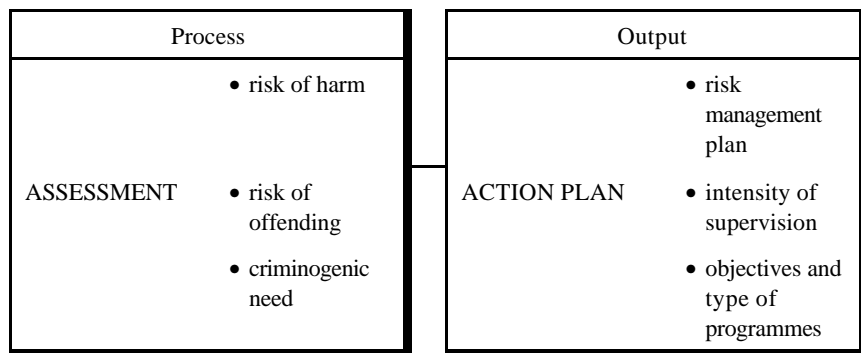 Process
ASSESSMENT
• risk of harm
• risk of
offending
• criminogenic
need
Output
ACTION PLAN
• risk
management
plan
• intensity of
supervision
• objectives and
type of
programmes